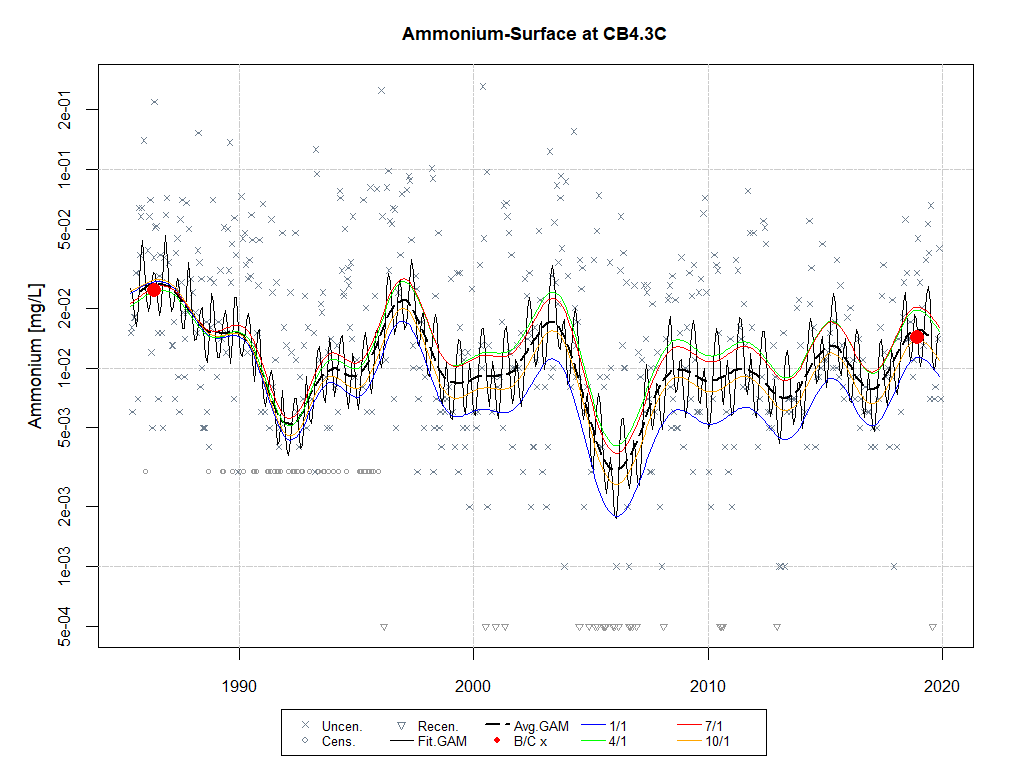 Ammonium-Surface at CB4.3C
Ammonium [mg/L]
2e-01
1e-01
5e-02
2e-02
1e-02
5e-03
2e-03
1e-03
5e-04
1990 2000 2010 2020
Uncen. Recen. Avg.GAM 1/1 7/1
Cens. Fit.GAM B/C x 4/1 10/1